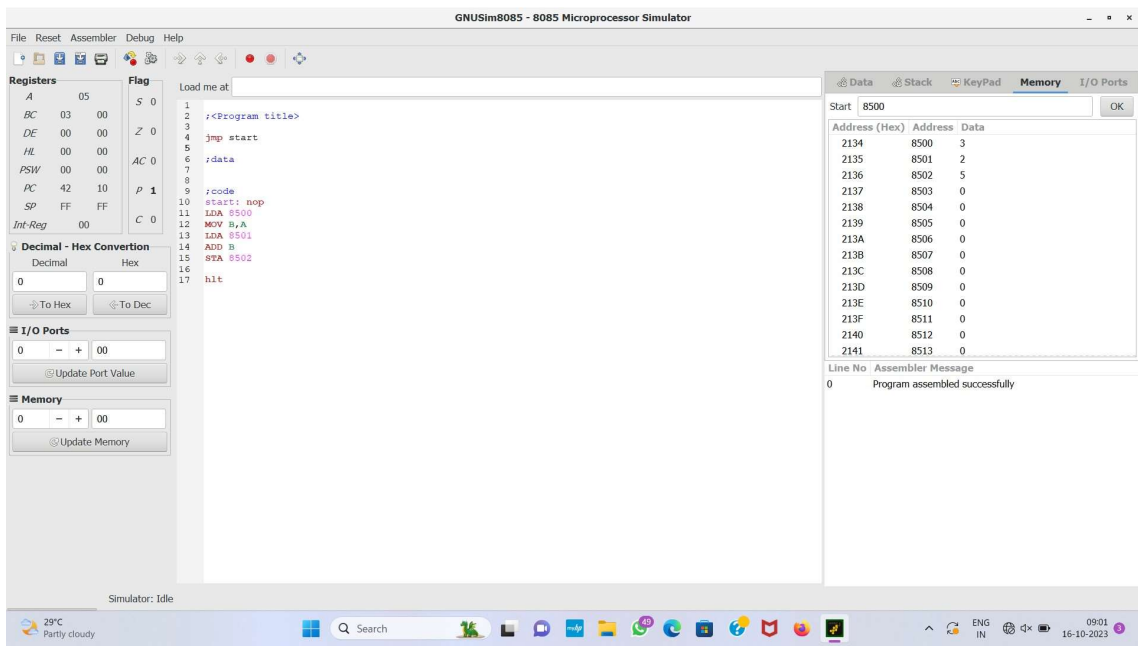 GNUSim8085 - 8085 Microprocessor Simulator
File Reset Assembler Debug Help
Registers
A 05
BC 03 00
DE 00 00
HL 00 00
PSW 00 00
PC 42 10
SP FF FF
Int-Reg 00
Flag
S 0
Z 0
AC 0
P 1
C 0
Decimal - Hex Convertion
Decimal Hex
0 0
To Hex To Dec
I/O Ports
0 - + 00
Update Port Value
Memory
0 - + 00
Update Memory
Load me at
1
2 ;<Program title>
3
4 jmp start
5
6 ;data
7
8
9 ;code
10 start: nop
11 LDA 8500
12 MOV B,A
13 LDA 8501
14 ADD B
15 STA 8502
16
17 hlt
Data Stack KeyPad Memory I/O Ports
Start 8500 OK
Address (Hex) Address Data
2134 8500 3
2135 8501 2
2136 8502 5
2137 8503 0
2138 8504 0
2139 8505 0
213A 8506 0
213B 8507 0
213C 8508 0
213D 8509 0
213E 8510 0
213F 8511 0
2140 8512 0
2141 8513 0
Line No Assembler Message
0 Program assembled successfully
Simulator: Idle
29°C
Partly cloudy
Search
49
ENG
IN
09:01
16-10-2023
3